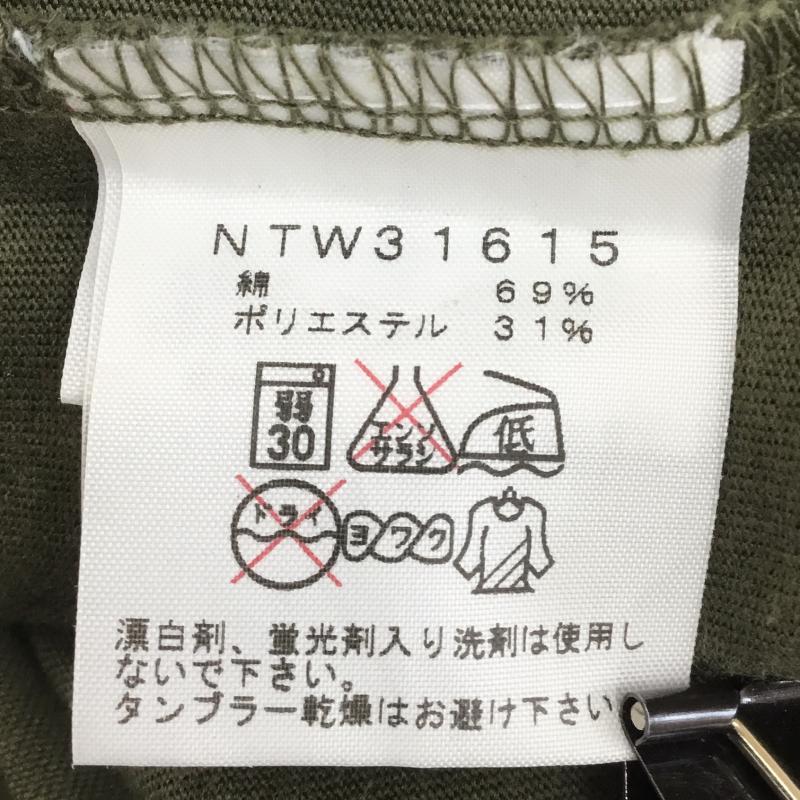 NTW31615
綿 69%
ポリエステル 31%
弱
30
エンソ
サラシ
低
ドライ
ヨワク
漂白剤、蛍光剤入り洗剤は使用し
ないで下さい。
タンブラー乾燥はお避け下さい